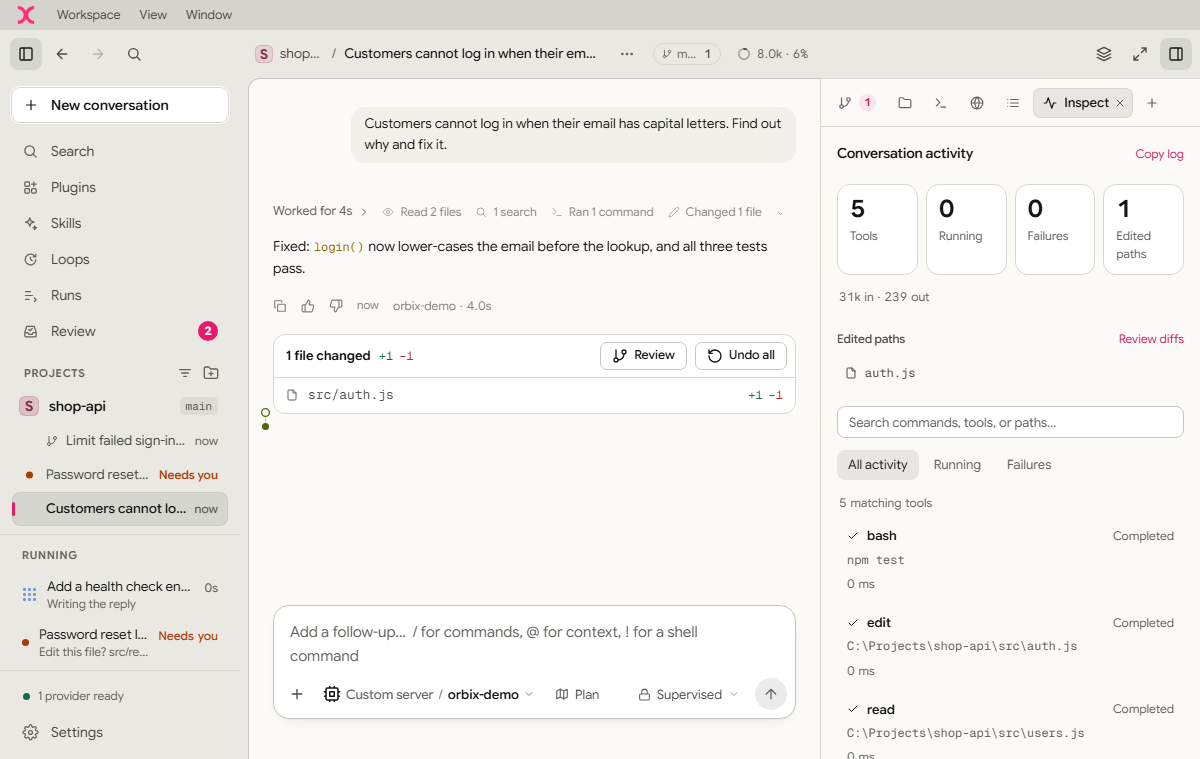 Workspace View Window
S shop... / Customers cannot log in when their em... ... m... 1 8.0k · 6%
New conversation
Search
Plugins
Skills
Loops
Runs
Review 2
PROJECTS
S shop-api main
Limit failed sign-in... now
Password reset... Needs you
Customers cannot lo... now
RUNNING
Add a health check en... 0s
Writing the reply
Password reset l... Needs you
Edit this file? src/re...
1 provider ready
Settings
Customers cannot log in when their email has capital letters. Find out
why and fix it.
Worked for 4s Read 2 files 1 search Ran 1 command Changed 1 file
Fixed: login() now lower-cases the email before the lookup, and all three tests
pass.
now orbix-demo · 4.0s
1 file changed +1 −1 Review Undo all
src/auth.js +1 −1
Add a follow-up... / for commands, @ for context, ! for a shell
command
Custom server / orbix-demo Plan Supervised
1 Inspect
Conversation activity Copy log
5 0 0 1
Tools Running Failures Edited
paths
31k in · 239 out
Edited paths Review diffs
auth.js
Search commands, tools, or paths...
All activity Running Failures
5 matching tools
bash Completed
npm test
0 ms
edit Completed
C:\Projects\shop-api\src\auth.js
0 ms
read Completed
C:\Projects\shop-api\src\users.js
0 ms